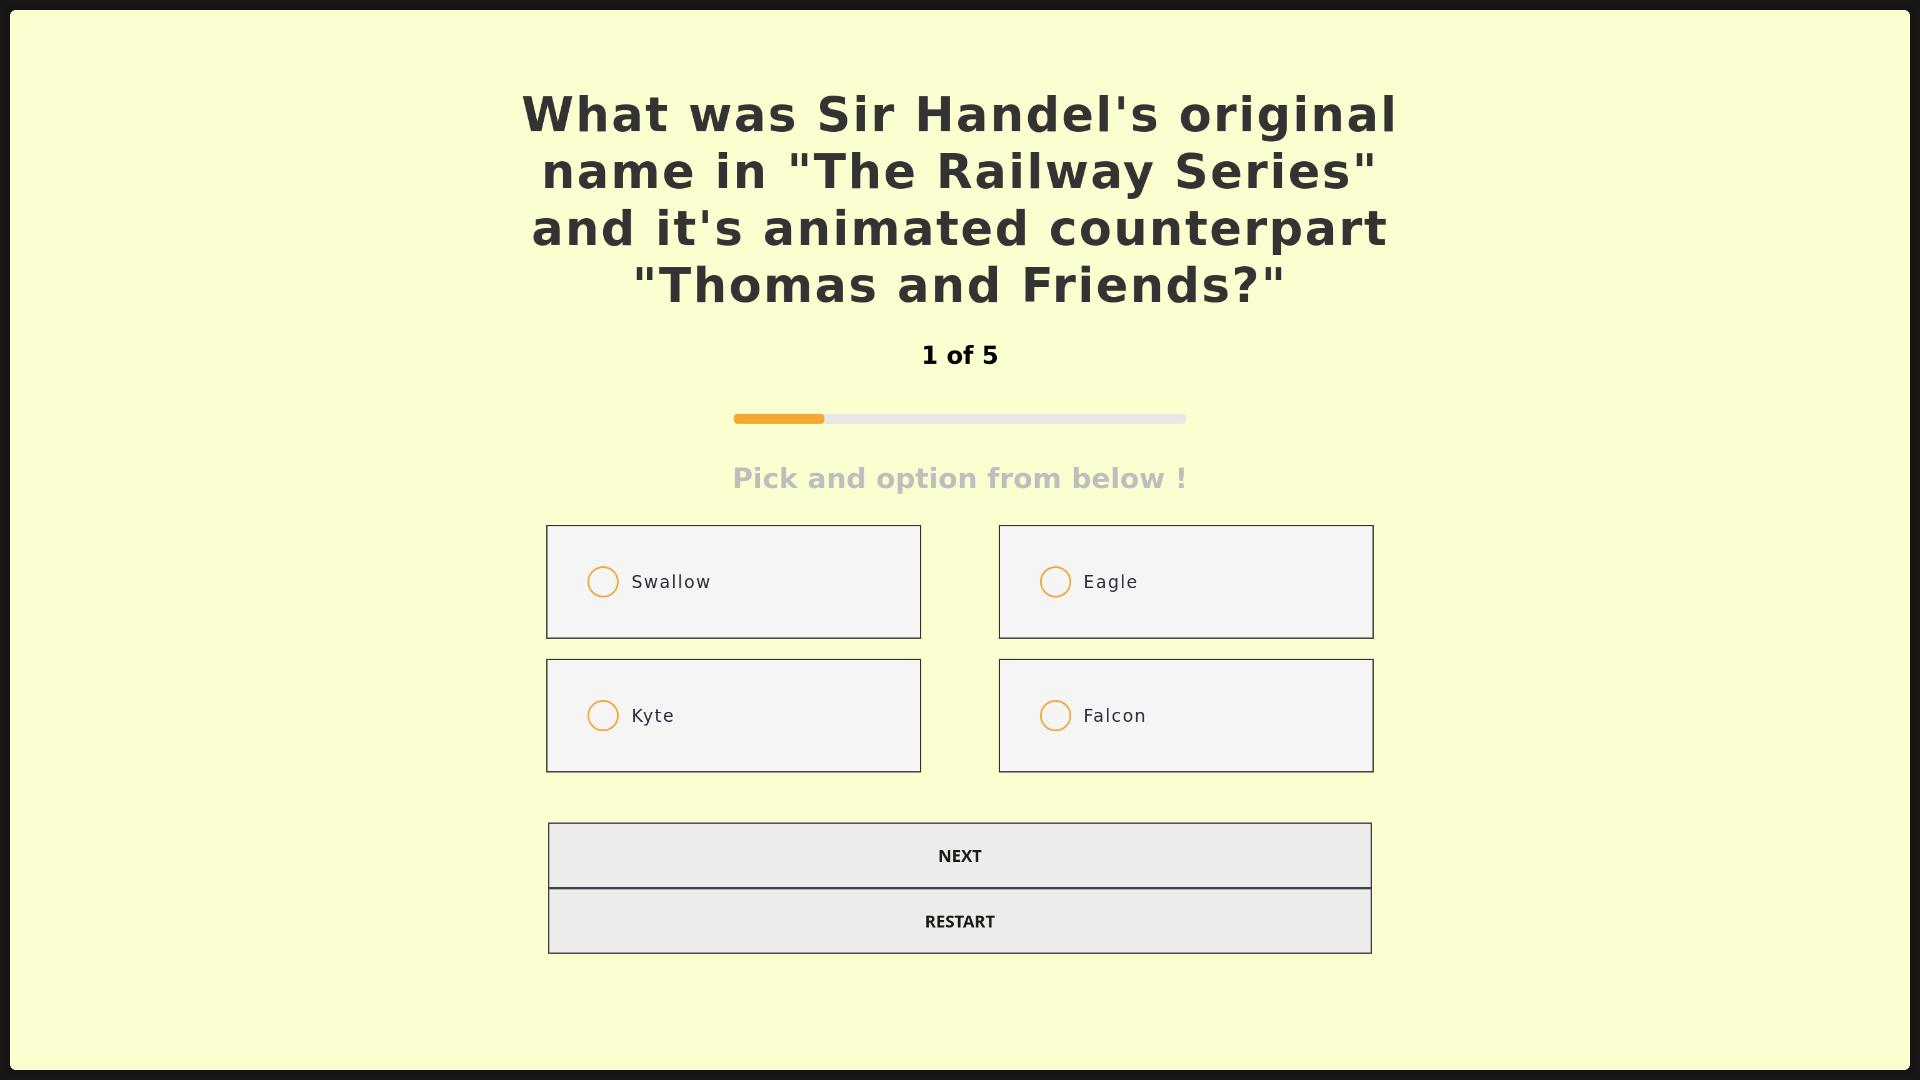 What was Sir Handel's original
name in "The Railway Series"
and it's animated counterpart
"Thomas and Friends?"
1 of 5
Pick and option from below !
Swallow
Eagle
Kyte
Falcon
NEXT
RESTART